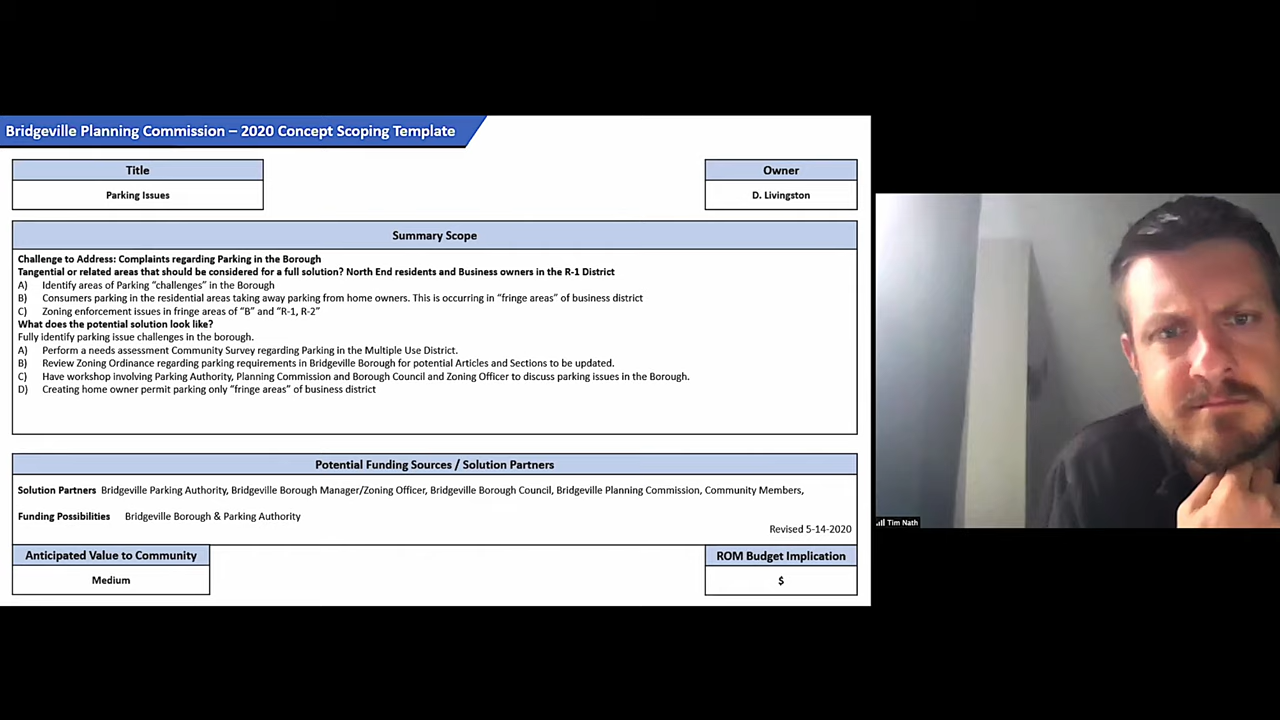 Bridgeville Planning Commission – 2020 Concept Scoping Template
Title
Parking Issues
Owner
D. Livingston
Summary Scope
Challenge to Address: Complaints regarding Parking in the Borough
Tangential or related areas that should be considered for a full solution? North End residents and Business owners in the R-1 District
A) Identify areas of Parking “challenges” in the Borough
B) Consumers parking in the residential areas taking away parking from home owners. This is occurring in “fringe areas” of business district
C) Zoning enforcement issues in fringe areas of “B” and “R-1, R-2”
What does the potential solution look like?
Fully identify parking issue challenges in the borough.
A) Perform a needs assessment Community Survey regarding Parking in the Multiple Use District.
B) Review Zoning Ordinance regarding parking requirements in Bridgeville Borough for potential Articles and Sections to be updated.
C) Have workshop involving Parking Authority, Planning Commission and Borough Council and Zoning Officer to discuss parking issues in the Borough.
D) Creating home owner permit parking only “fringe areas” of business district
Potential Funding Sources / Solution Partners
Solution Partners Bridgeville Parking Authority, Bridgeville Borough Manager/Zoning Officer, Bridgeville Borough Council, Bridgeville Planning Commission, Community Members,
Funding Possibilities Bridgeville Borough & Parking Authority
Revised 5-14-2020
Anticipated Value to Community
Medium
ROM Budget Implication
$
Tim Nath